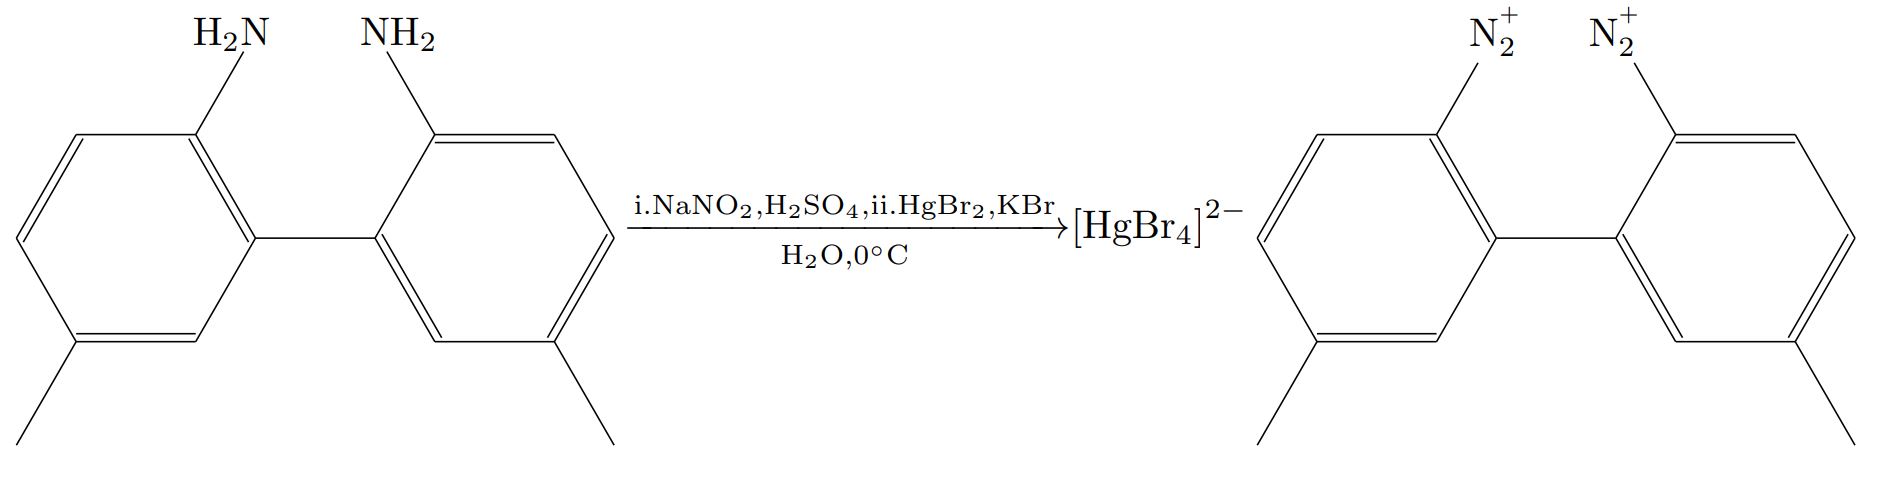 H₂N NH₂ N₂⁺ N₂⁺
i.NaNO₂,H₂SO₄,ii.HgBr₂,KBr
[HgBr₄]²⁻
H₂O,0°C